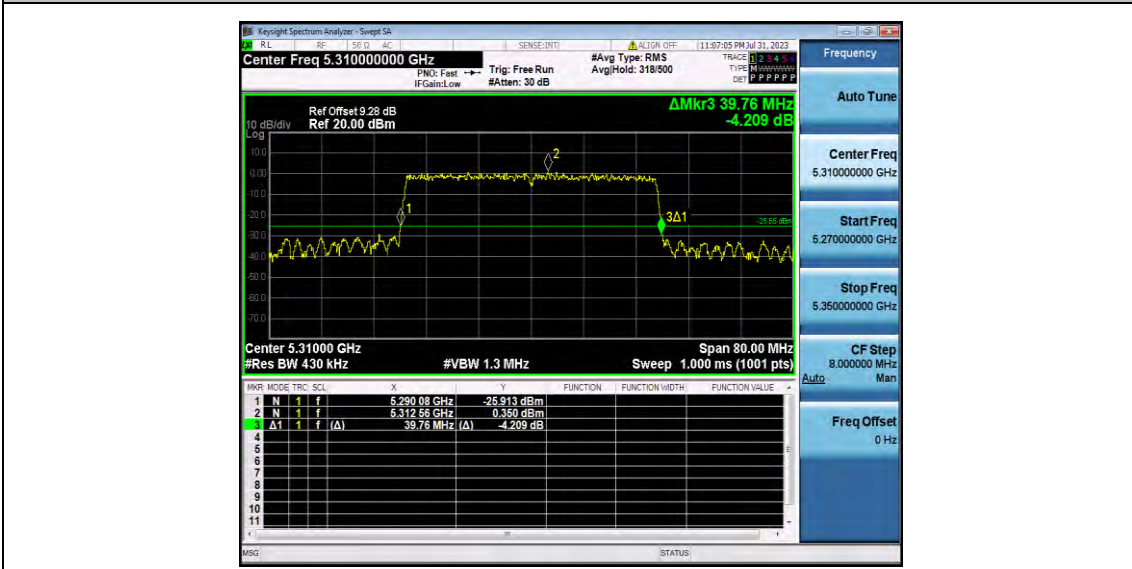 Keysight Spectrum Analyzer - Swept SA
RL RF 50 Ω AC SENSE:INT ALIGN OFF 11:07:05 PM Jul 31, 2023
Center Freq 5.310000000 GHz
PNO: Fast
IFGain:Low
Trig: Free Run
#Atten: 30 dB
#Avg Type: RMS
Avg|Hold: 318/500
TRACE 1 2 3 4 5 6
TYPE M W W W W W
DET P P P P P P
ΔMkr3 39.76 MHz
-4.209 dB
Ref Offset 9.28 dB
10 dB/div Ref 20.00 dBm
Log
10.0
0.00
-10.0
-20.0
-30.0
-40.0
-50.0
-60.0
-70.0
1
2
3Δ1
-25.65 dBm
Center 5.31000 GHz Span 80.00 MHz
#Res BW 430 kHz #VBW 1.3 MHz Sweep 1.000 ms (1001 pts)
MKR MODE TRC SCL X Y FUNCTION FUNCTION WIDTH FUNCTION VALUE
1 N 1 f 5.290 08 GHz -25.913 dBm
2 N 1 f 5.312 56 GHz 0.350 dBm
3 Δ1 1 f (Δ) 39.76 MHz (Δ) -4.209 dB
4
5
6
7
8
9
10
11
MSG STATUS
Frequency
Auto Tune
Center Freq
5.310000000 GHz
Start Freq
5.270000000 GHz
Stop Freq
5.350000000 GHz
CF Step
8.000000 MHz
Auto Man
Freq Offset
0 Hz